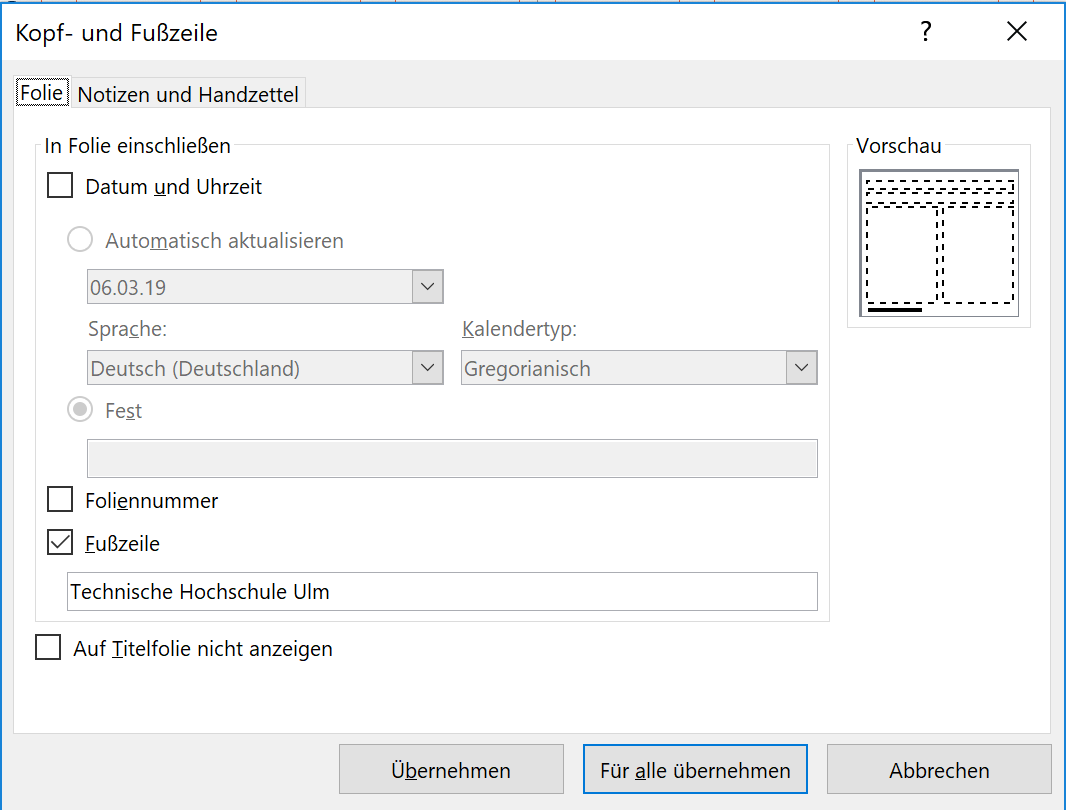 Kopf- und Fußzeile
?
Folie
Notizen und Handzettel
In Folie einschließen
Vorschau
Datum und Uhrzeit
Automatisch aktualisieren
06.03.19
Sprache:
Kalendertyp:
Deutsch (Deutschland)
Gregorianisch
Fest
Foliennummer
Fußzeile
Technische Hochschule Ulm
Auf Titelfolie nicht anzeigen
Übernehmen
Für alle übernehmen
Abbrechen